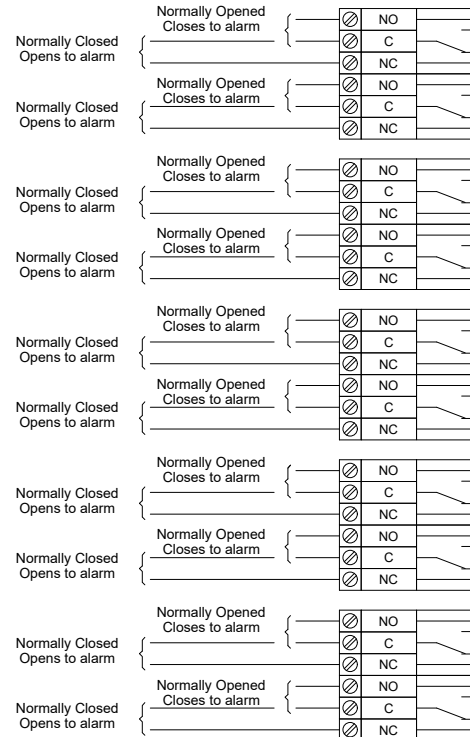 Normally Opened
Closes to alarm
NO
Normally Closed
Opens to alarm
C
NC
Normally Opened
Closes to alarm
NO
Normally Closed
Opens to alarm
C
NC
Normally Opened
Closes to alarm
NO
Normally Closed
Opens to alarm
C
NC
Normally Opened
Closes to alarm
NO
Normally Closed
Opens to alarm
C
NC
Normally Opened
Closes to alarm
NO
Normally Closed
Opens to alarm
C
NC
Normally Opened
Closes to alarm
NO
Normally Closed
Opens to alarm
C
NC
Normally Opened
Closes to alarm
NO
Normally Closed
Opens to alarm
C
NC
Normally Opened
Closes to alarm
NO
Normally Closed
Opens to alarm
C
NC
Normally Opened
Closes to alarm
NO
Normally Closed
Opens to alarm
C
NC
Normally Opened
Closes to alarm
NO
Normally Closed
Opens to alarm
C
NC